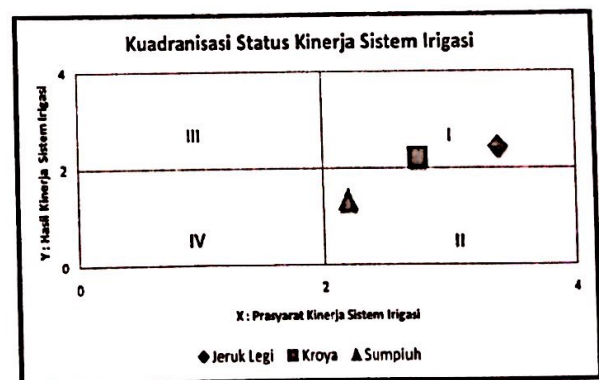 Kuadranisasi Status Kinerja Sistem Irigasi
Y : Hasil Kinerja Sistem Irigasi
4
2
0
III
I
IV
II
0
2
4
X : Prasyarat Kinerja Sistem Irigasi
Jeruk Legi
Kroya
Sumpiuh